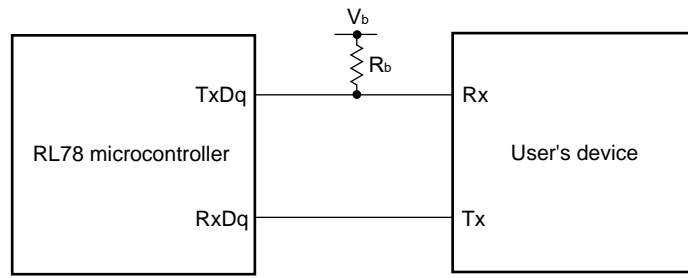 Vb
Rb
TxDq
Rx
RL78 microcontroller
User's device
RxDq
Tx